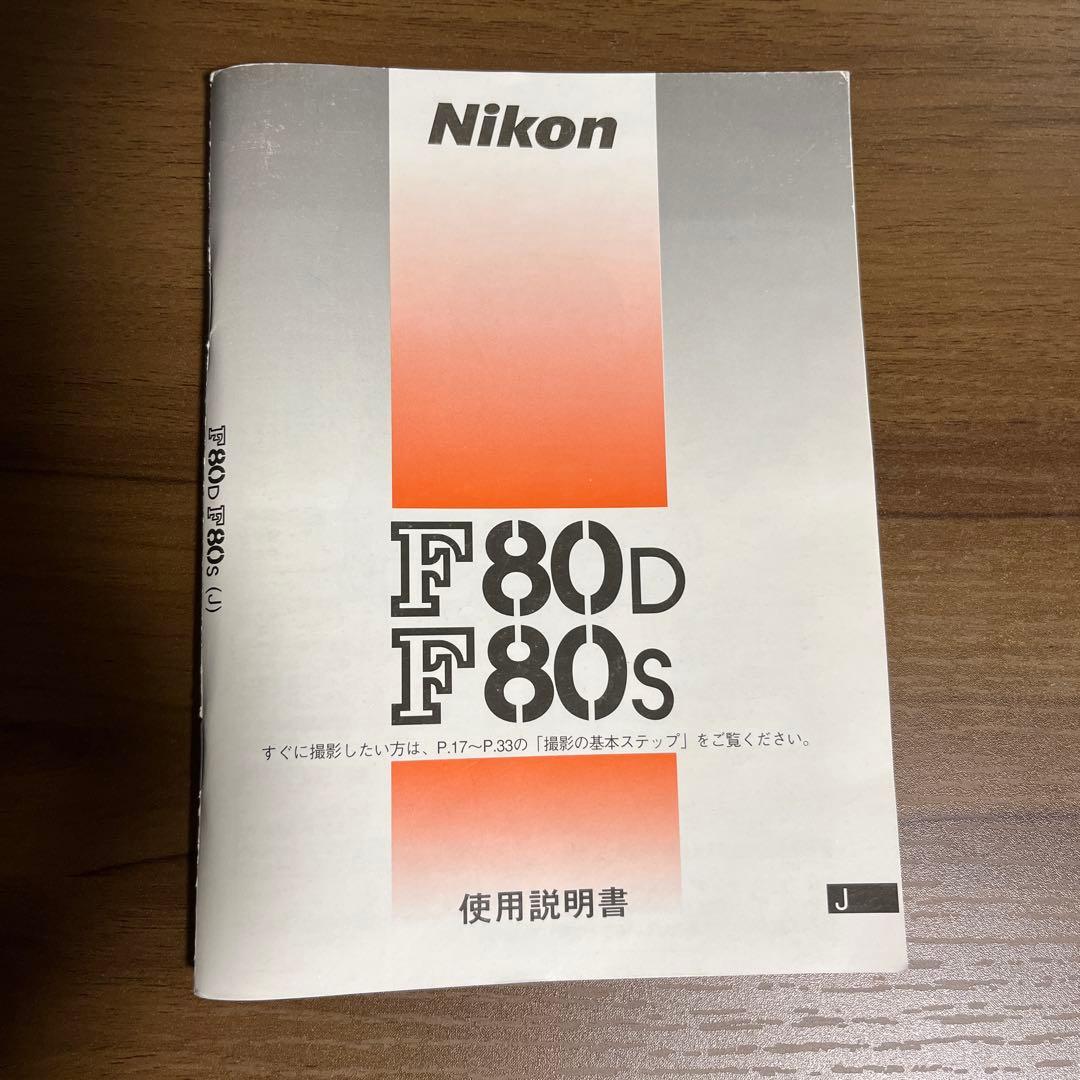 Nikon
F80D
F80S
すぐに撮影したい方は、P.17〜P.33の「撮影の基本ステップ」をご覧ください。
使用説明書
J
F80D F80S (J)